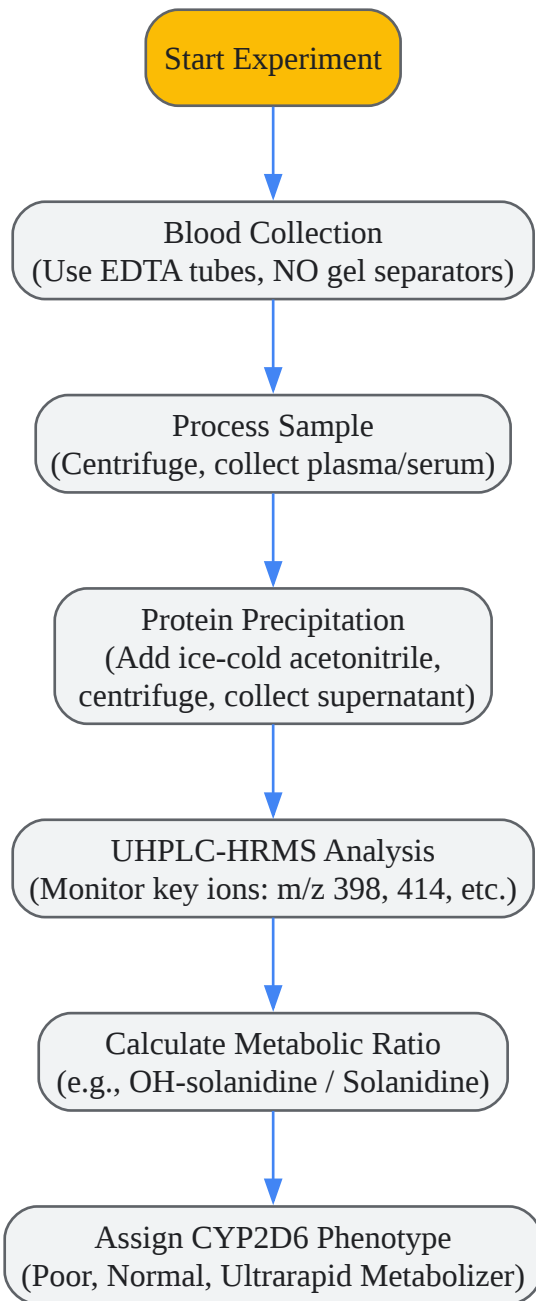 Start Experiment
Blood Collection
(Use EDTA tubes, NO gel separators)
Process Sample
(Centrifuge, collect plasma/serum)
Protein Precipitation
(Add ice-cold acetonitrile,
centrifuge, collect supernatant)
UHPLC-HRMS Analysis
(Monitor key ions: m/z 398, 414, etc.)
Calculate Metabolic Ratio
(e.g., OH-solanidine / Solanidine)
Assign CYP2D6 Phenotype
(Poor, Normal, Ultrarapid Metabolizer)